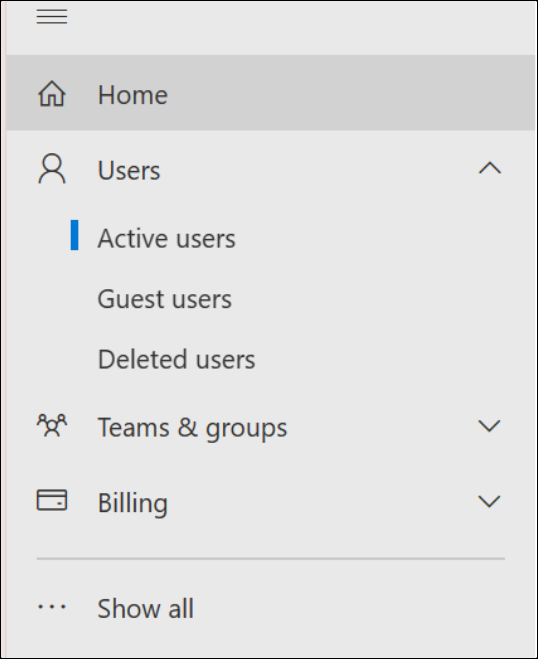 Home
Users
Active users
Guest users
Deleted users
Teams & groups
Billing
Show all